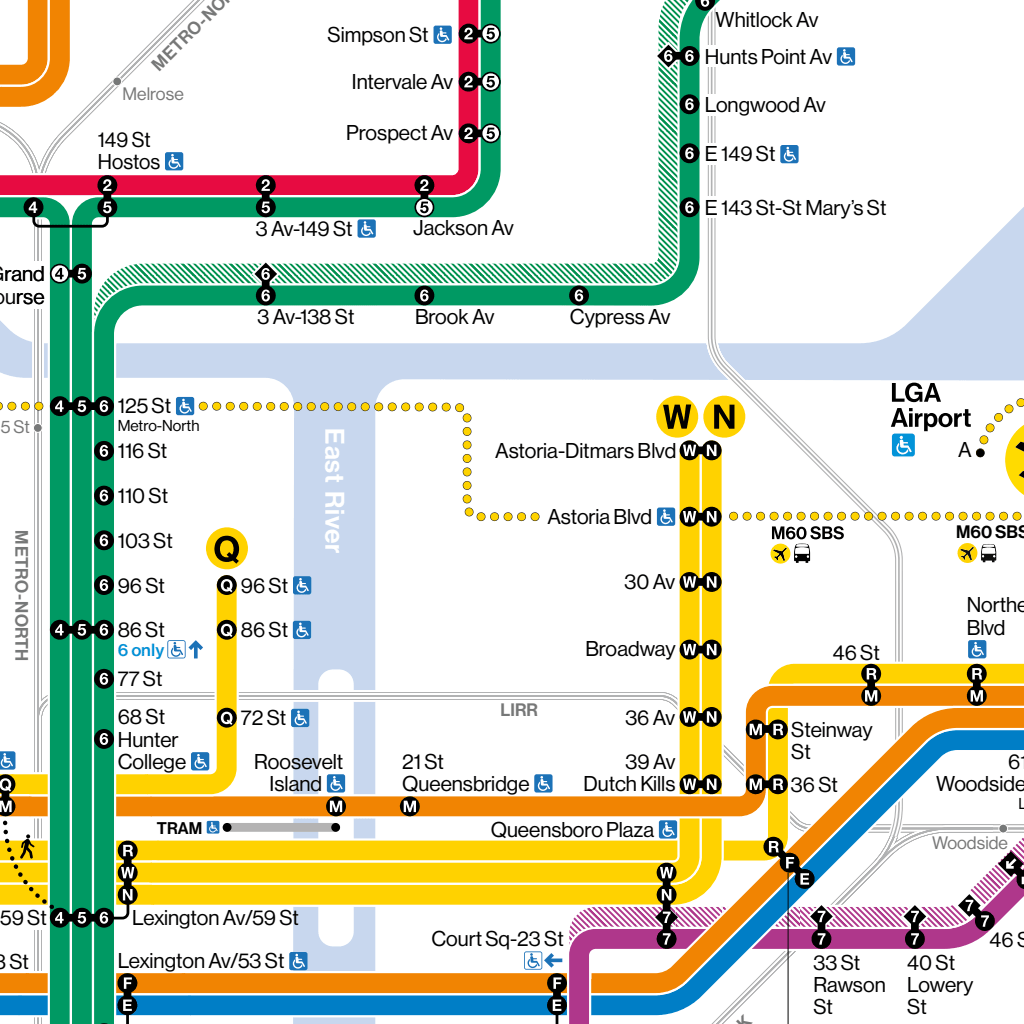 METRO-NO
Melrose
Simpson St
2 5
Intervale Av
2 5
Prospect Av
2 5
6
Whitlock Av
6 6
Hunts Point Av
6
Longwood Av
6
E 149 St
6
E 143 St-St Mary's St
149 St
Hostos
2
5
4
2
5
3 Av-149 St
2
5
Jackson Av
Grand
ourse
4 5
6
6
3 Av-138 St
6
Brook Av
6
Cypress Av
4 5 6
125 St
Metro-North
5 St
6
116 St
6
110 St
6
103 St
6
96 St
4 5 6
86 St
6 only
6
77 St
6
68 St
Hunter
College
METRO-NORTH
Q
Q
96 St
Q
86 St
Q
72 St
East River
W N
Astoria-Ditmars Blvd
W N
Astoria Blvd
W N
30 Av
W N
Broadway
W N
36 Av
W N
39 Av
Dutch Kills
W N
LGA
Airport
A
M60 SBS
M60 SBS
Northe
Blvd
R
M
46 St
R
M
M R
Steinway
St
M R
36 St
LIRR
Q
M
Roosevelt
Island
M
21 St
Queensbridge
M
TRAM
Queensboro Plaza
W
N
7
7
R
W
N
59 St
4 5 6
Lexington Av/59 St
R
F
E
61
Woodside
L
Woodside
7
7
46 S
7
7
33 St
Rawson
St
7
7
40 St
Lowery
St
Court Sq-23 St
F
E
3 St
Lexington Av/53 St
F
E